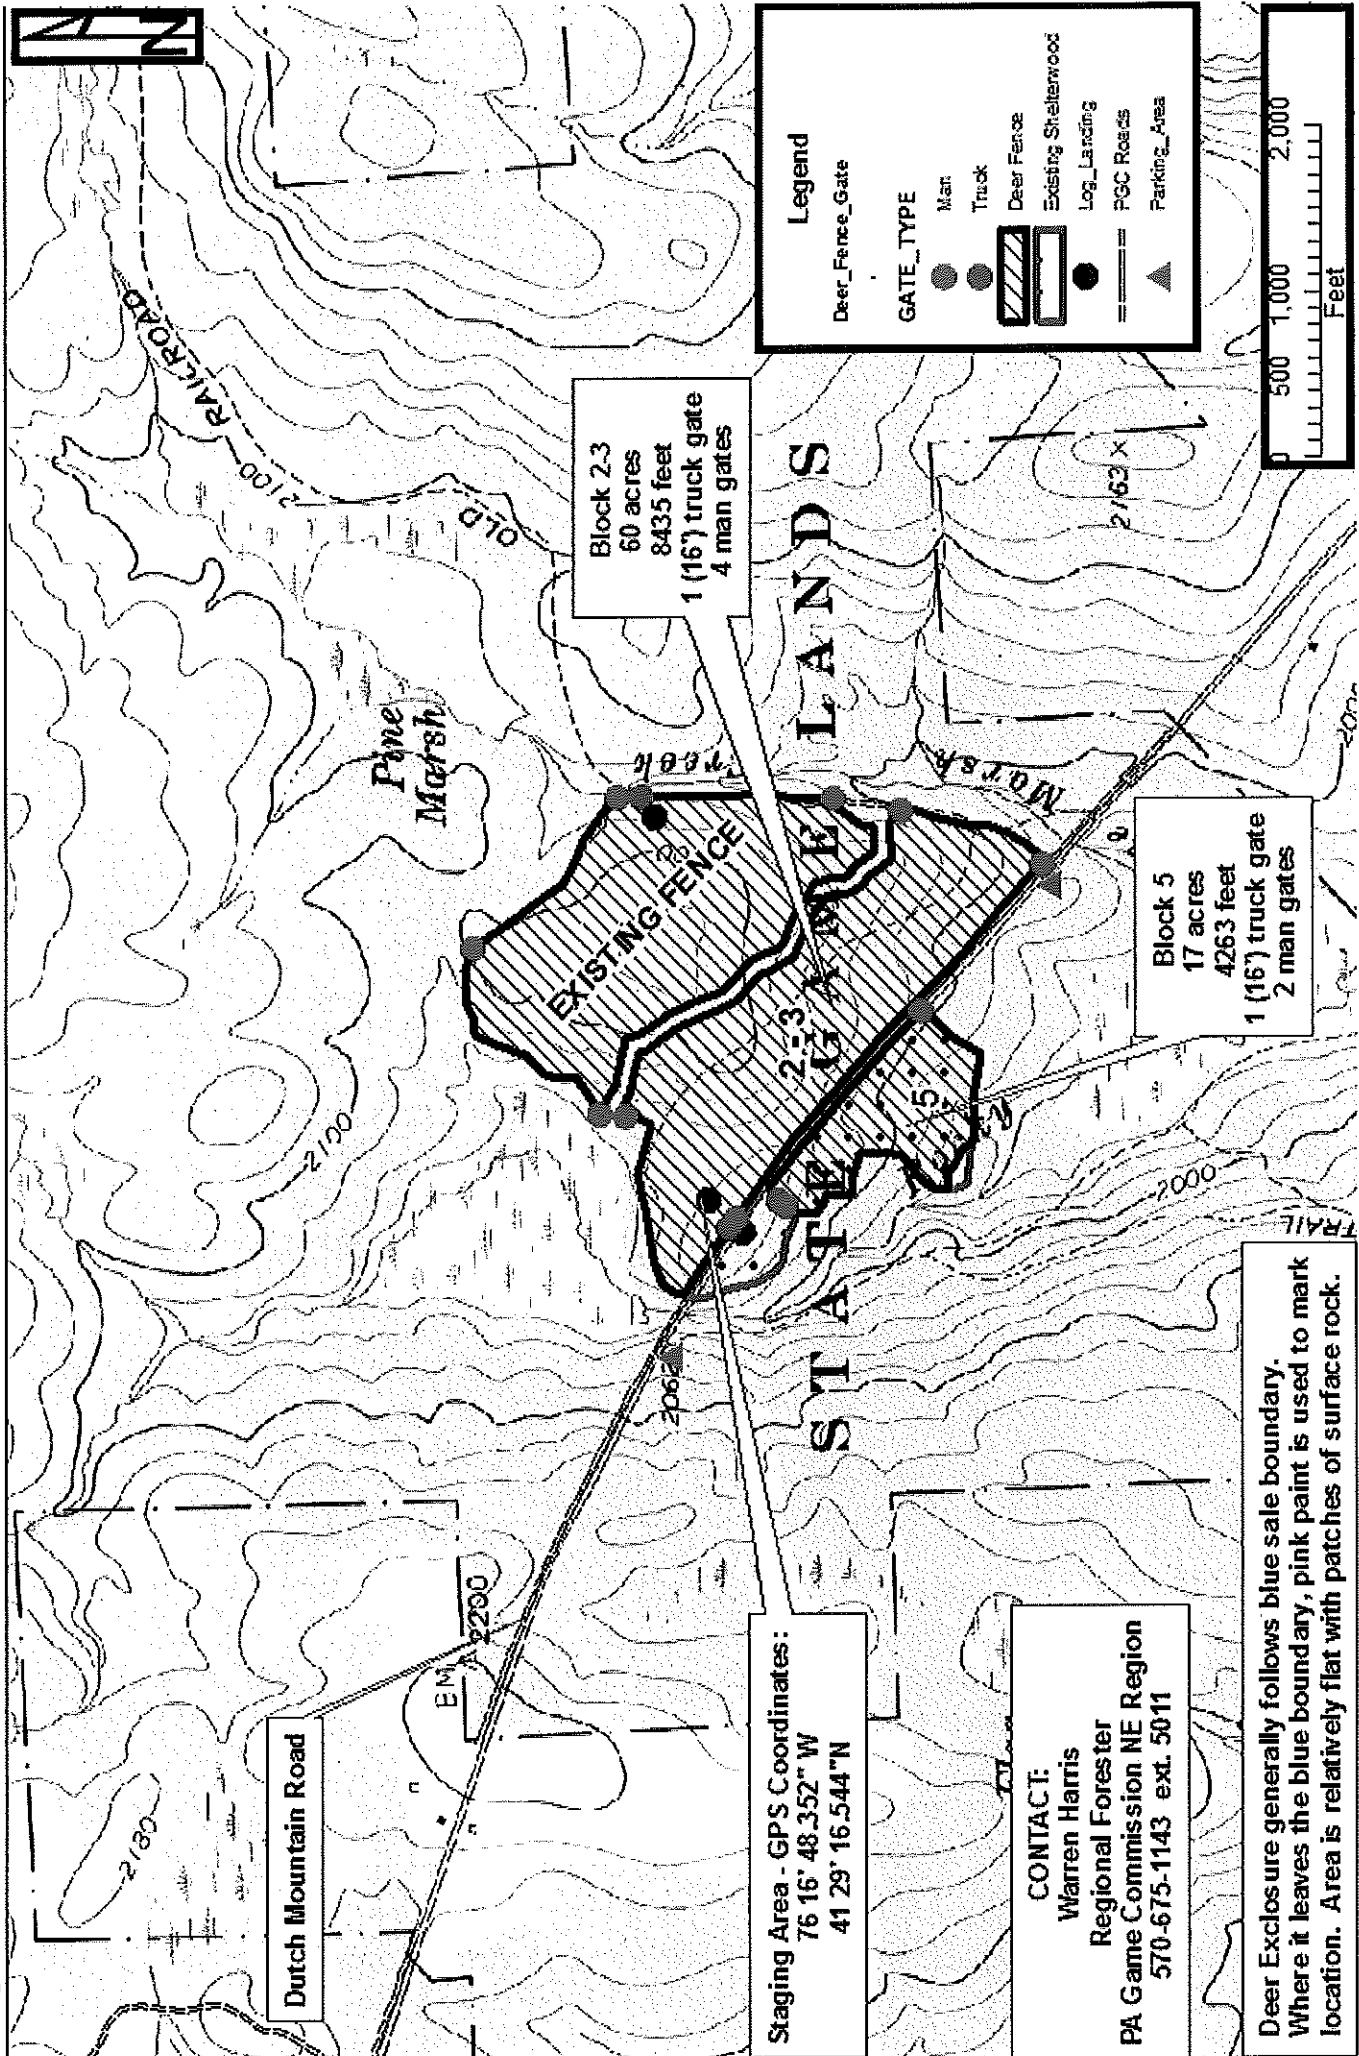 N
Dutch Mountain Road
2180
BM
2200
2062
2100
Pine
Marsh
2100
OLD RAILROAD
EXISTING FENCE
2-3
5
STATE GAME LANDS
Marsh
2163 ×
2000
TRAIL
Block 2-3
60 acres
8435 feet
1 (16') truck gate
4 man gates
Block 5
17 acres
4263 feet
1 (16') truck gate
2 man gates
Staging Area - GPS Coordinates:
76 16' 48.352" W
41 29' 16.544"N
CONTACT:
Warren Harris
Regional Forester
PA Game Commission NE Region
570-675-1143 ext. 5011
Deer Exclosure generally follows blue sale boundary.
Where it leaves the blue boundary, pink paint is used to mark
location. Area is relatively flat with patches of surface rock.
Legend
Deer_Fence_Gate
GATE_TYPE
Man
Truck
Deer Fence
Existing Shelterwood
Log_Landing
PGC Roads
Parking_Area
0 500 1,000 2,000
Feet